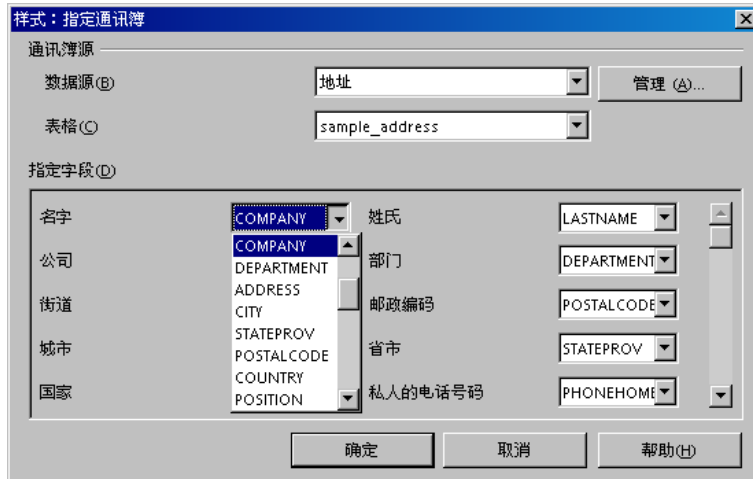 样式：指定通讯簿
通讯簿源
数据源(B) 地址 管理 (A)...
表格(C) sample_address
指定字段(D)
名字 COMPANY 姓氏 LASTNAME
COMPANY
公司 DEPARTMENT 部门 DEPARTMENT
ADDRESS
街道 CITY 邮政编码 POSTALCODE
STATEPROV
城市 POSTALCODE 省市 STATEPROV
COUNTRY
国家 POSITION 私人的电话号码 PHONEHOME
确定 取消 帮助(H)